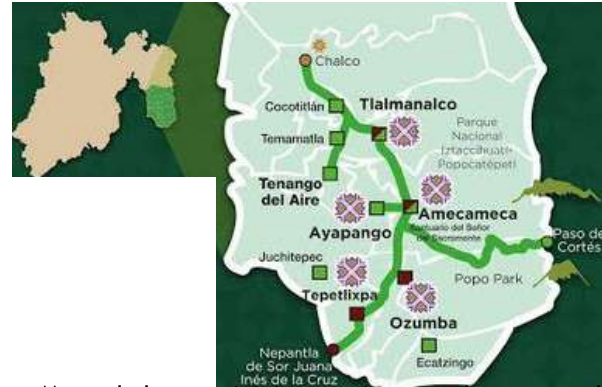 Chalco
Cocotitlán
Tlalmanalco
Temamatla
Parque
Nacional
Iztaccíhuatl-
Popocatépetl
Tenango
del Aire
Amecameca
Santuario del Señor
del Sacromonte
Ayapango
Paso de
Cortés
Juchitepec
Popo Park
Tepetlixpa
Ozumba
Nepantla
de Sor Juana
Inés de la Cruz
Ecatzingo